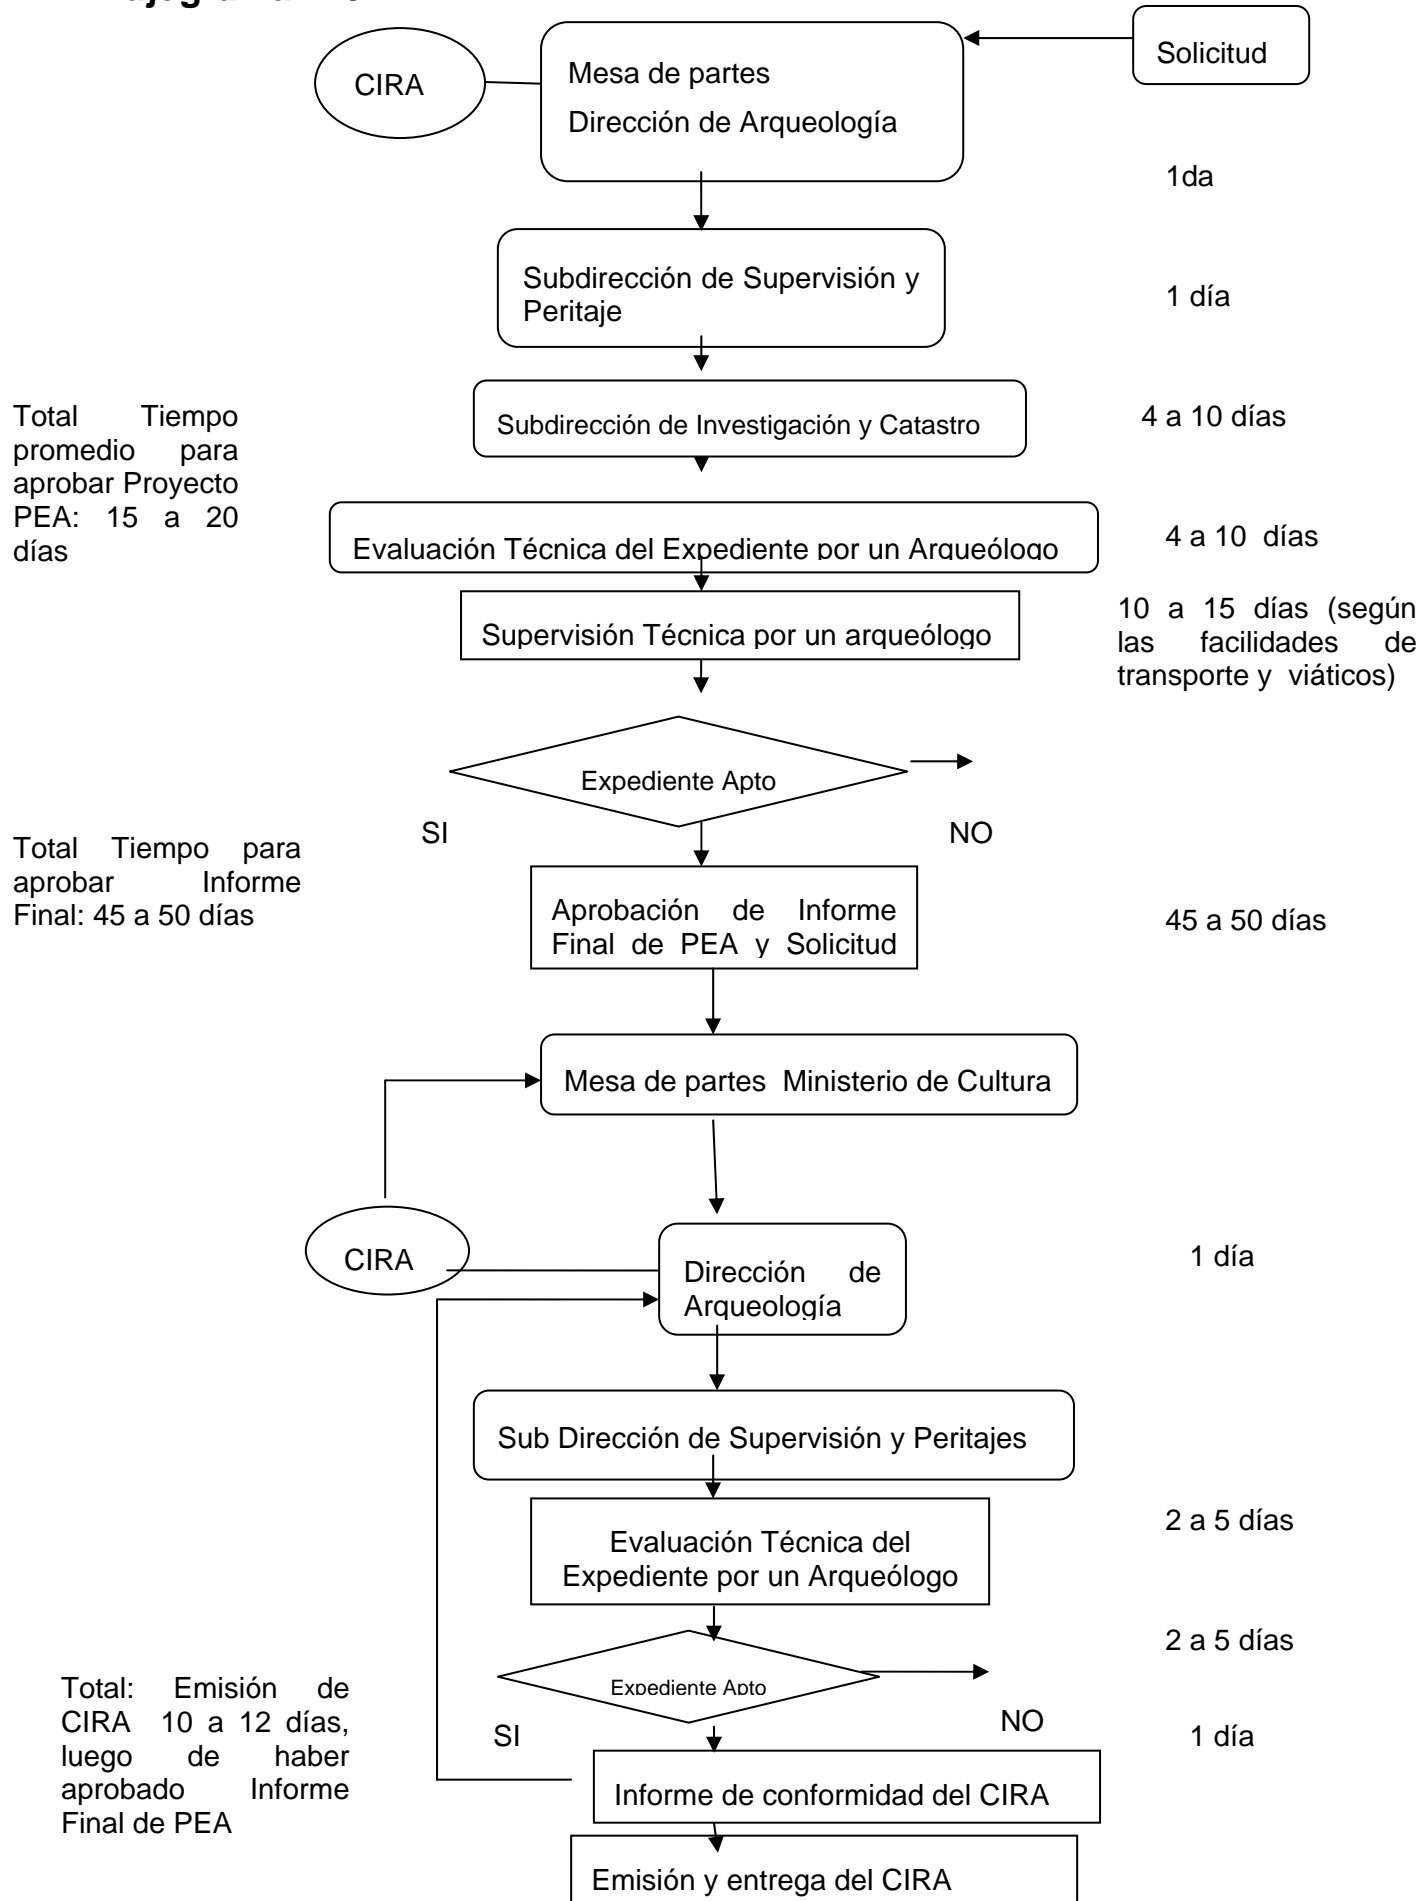 Solicitud
CIRA
Mesa de partes
Dirección de Arqueología
1da
Subdirección de Supervisión y
Peritaje
1 día
Total Tiempo
promedio para
aprobar Proyecto
PEA: 15 a 20
días
Subdirección de Investigación y Catastro
4 a 10 días
Evaluación Técnica del Expediente por un Arqueólogo
4 a 10 días
Supervisión Técnica por un arqueólogo
10 a 15 días (según
las facilidades de
transporte y viáticos)
Expediente Apto
SI
NO
Total Tiempo para
aprobar Informe
Final: 45 a 50 días
Aprobación de Informe
Final de PEA y Solicitud
45 a 50 días
Mesa de partes Ministerio de Cultura
CIRA
Dirección de
Arqueología
1 día
Sub Dirección de Supervisión y Peritajes
Evaluación Técnica del
Expediente por un Arqueólogo
2 a 5 días
2 a 5 días
Expediente Apto
SI
NO
1 día
Total: Emisión de
CIRA 10 a 12 días,
luego de haber
aprobado Informe
Final de PEA
Informe de conformidad del CIRA
Emisión y entrega del CIRA